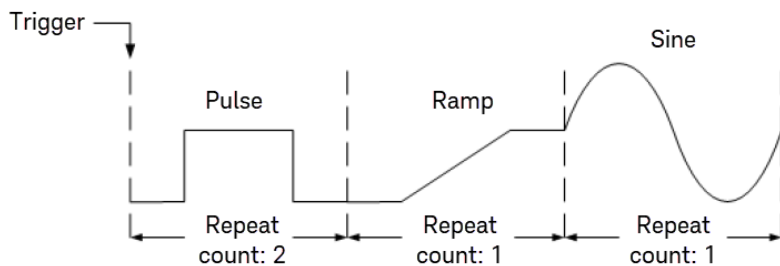 Trigger
Sine
Pulse
Ramp
Repeat
count: 2
Repeat
count: 1
Repeat
count: 1